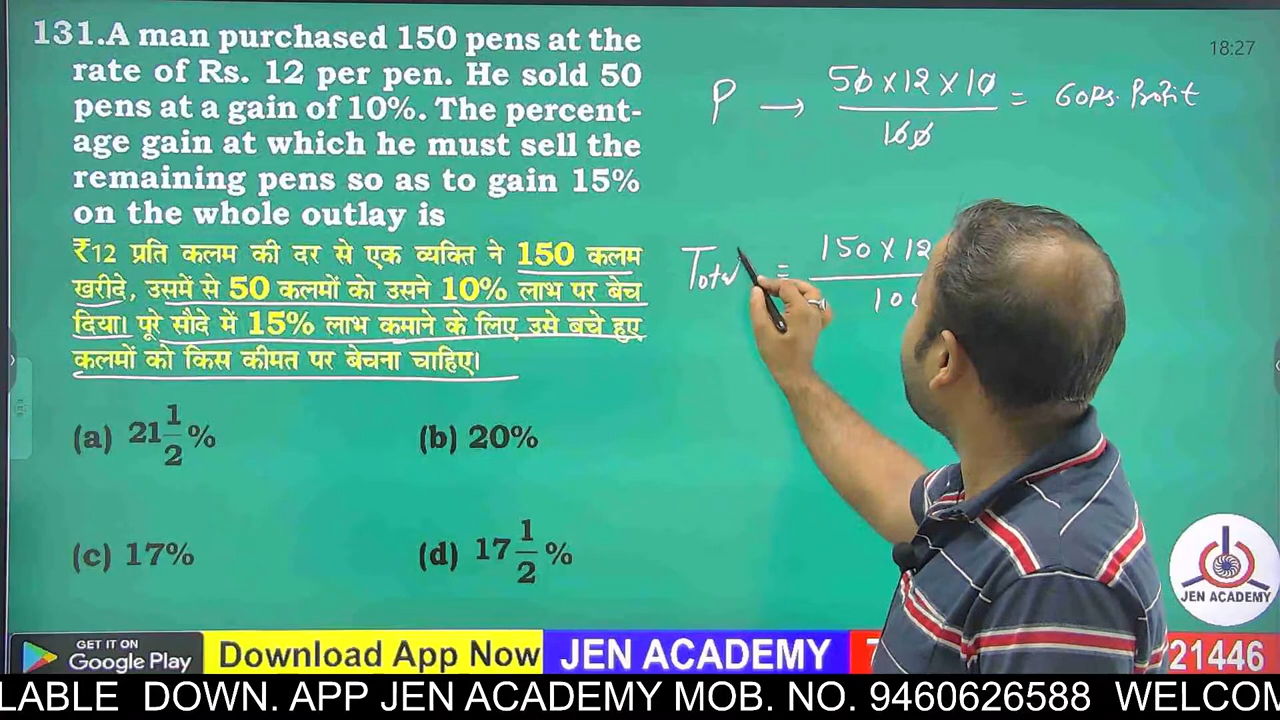 131.A man purchased 150 pens at the
rate of Rs. 12 per pen. He sold 50
pens at a gain of 10%. The percent-
age gain at which he must sell the
remaining pens so as to gain 15%
on the whole outlay is
₹12 प्रति कलम की दर से एक व्यक्ति ने 150 कलम
खरीदे, उसमें से 50 कलमों को उसने 10% लाभ पर बेच
दिया। पूरे सौदे में 15% लाभ कमाने के लिए उसे बचे हुए
कलमों को किस कीमत पर बेचना चाहिए।
(a) 21 1/2 %
(b) 20%
(c) 17%
(d) 17 1/2 %
18:27
P → 50 × 12 × 10 / 100 = 60 Rs. Profit
Total = 150 × 12
JEN ACADEMY
GET IT ON
Google Play
Download App Now
JEN ACADEMY
21446
LABLE DOWN. APP JEN ACADEMY MOB. NO. 9460626588 WELCOM